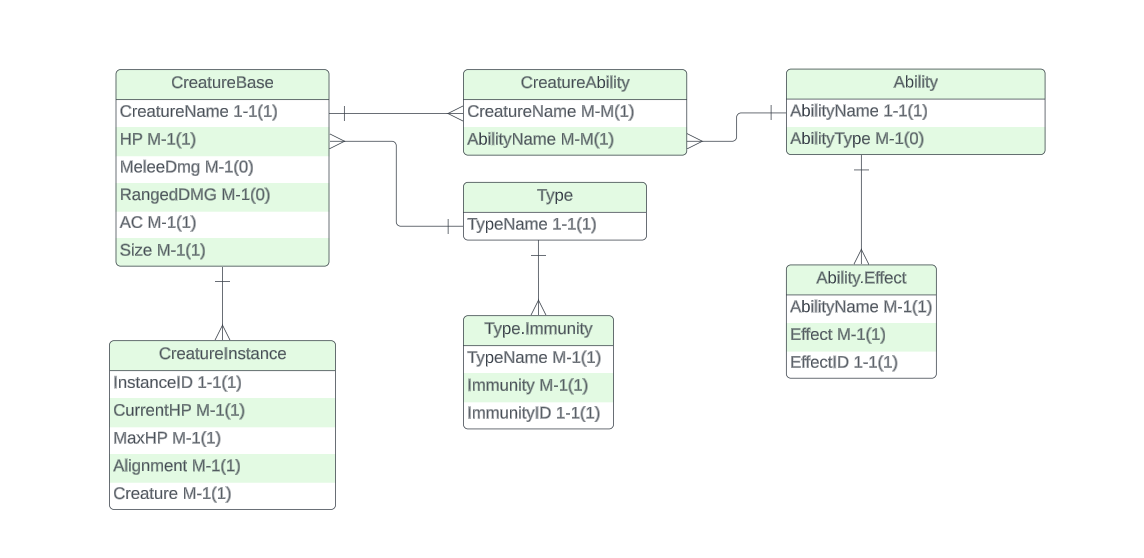 CreatureBase
CreatureName 1-1(1)
HP M-1(1)
MeleeDmg M-1(0)
RangedDMG M-1(0)
AC M-1(1)
Size M-1(1)
CreatureAbility
CreatureName M-M(1)
AbilityName M-M(1)
Ability
AbilityName 1-1(1)
AbilityType M-1(0)
Type
TypeName 1-1(1)
Ability.Effect
AbilityName M-1(1)
Effect M-1(1)
EffectID 1-1(1)
Type.Immunity
TypeName M-1(1)
Immunity M-1(1)
ImmunityID 1-1(1)
CreatureInstance
InstanceID 1-1(1)
CurrentHP M-1(1)
MaxHP M-1(1)
Alignment M-1(1)
Creature M-1(1)